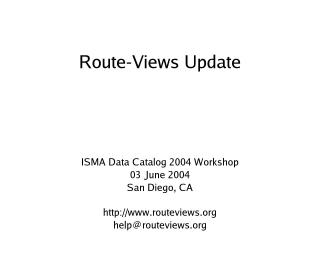 Route-Views Update
ISMA Data Catalog 2004 Workshop
03 June 2004
San Diego, CA
http://www.routeviews.org
help@routeviews.org